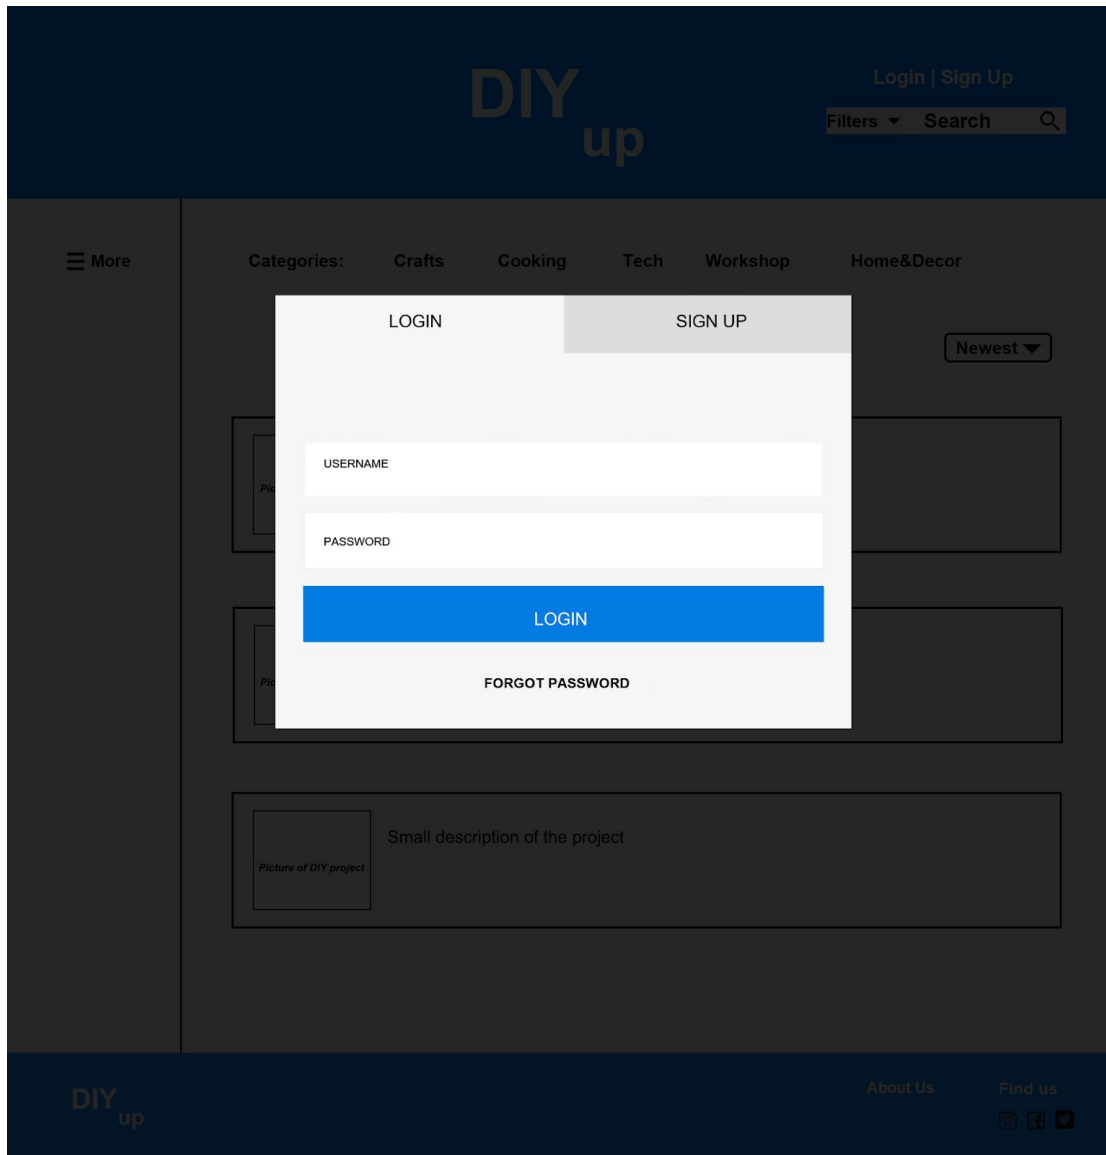 DIY
up
Login | Sign Up
Filters Search
More
Categories: Crafts Cooking Tech Workshop Home&Decor
LOGIN SIGN UP
Newest
USERNAME
Pic
PASSWORD
LOGIN
Pic
FORGOT PASSWORD
Small description of the project
Picture of DIY project
DIY
up
About Us Find us